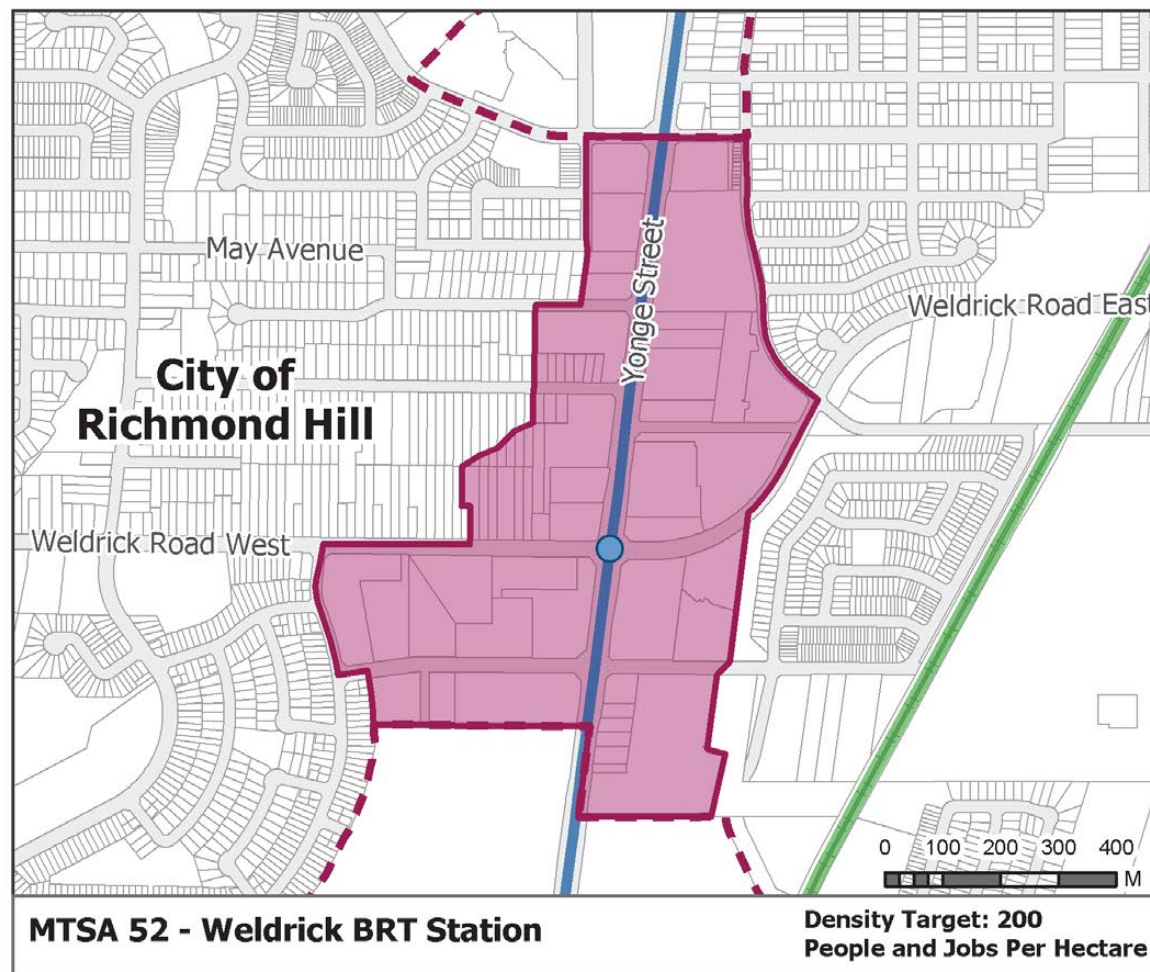 May Avenue
Yonge Street
Weldrick Road East
City of
Richmond Hill
Weldrick Road West
0 100 200 300 400
M
MTSA 52 - Weldrick BRT Station
Density Target: 200
People and Jobs Per Hectare